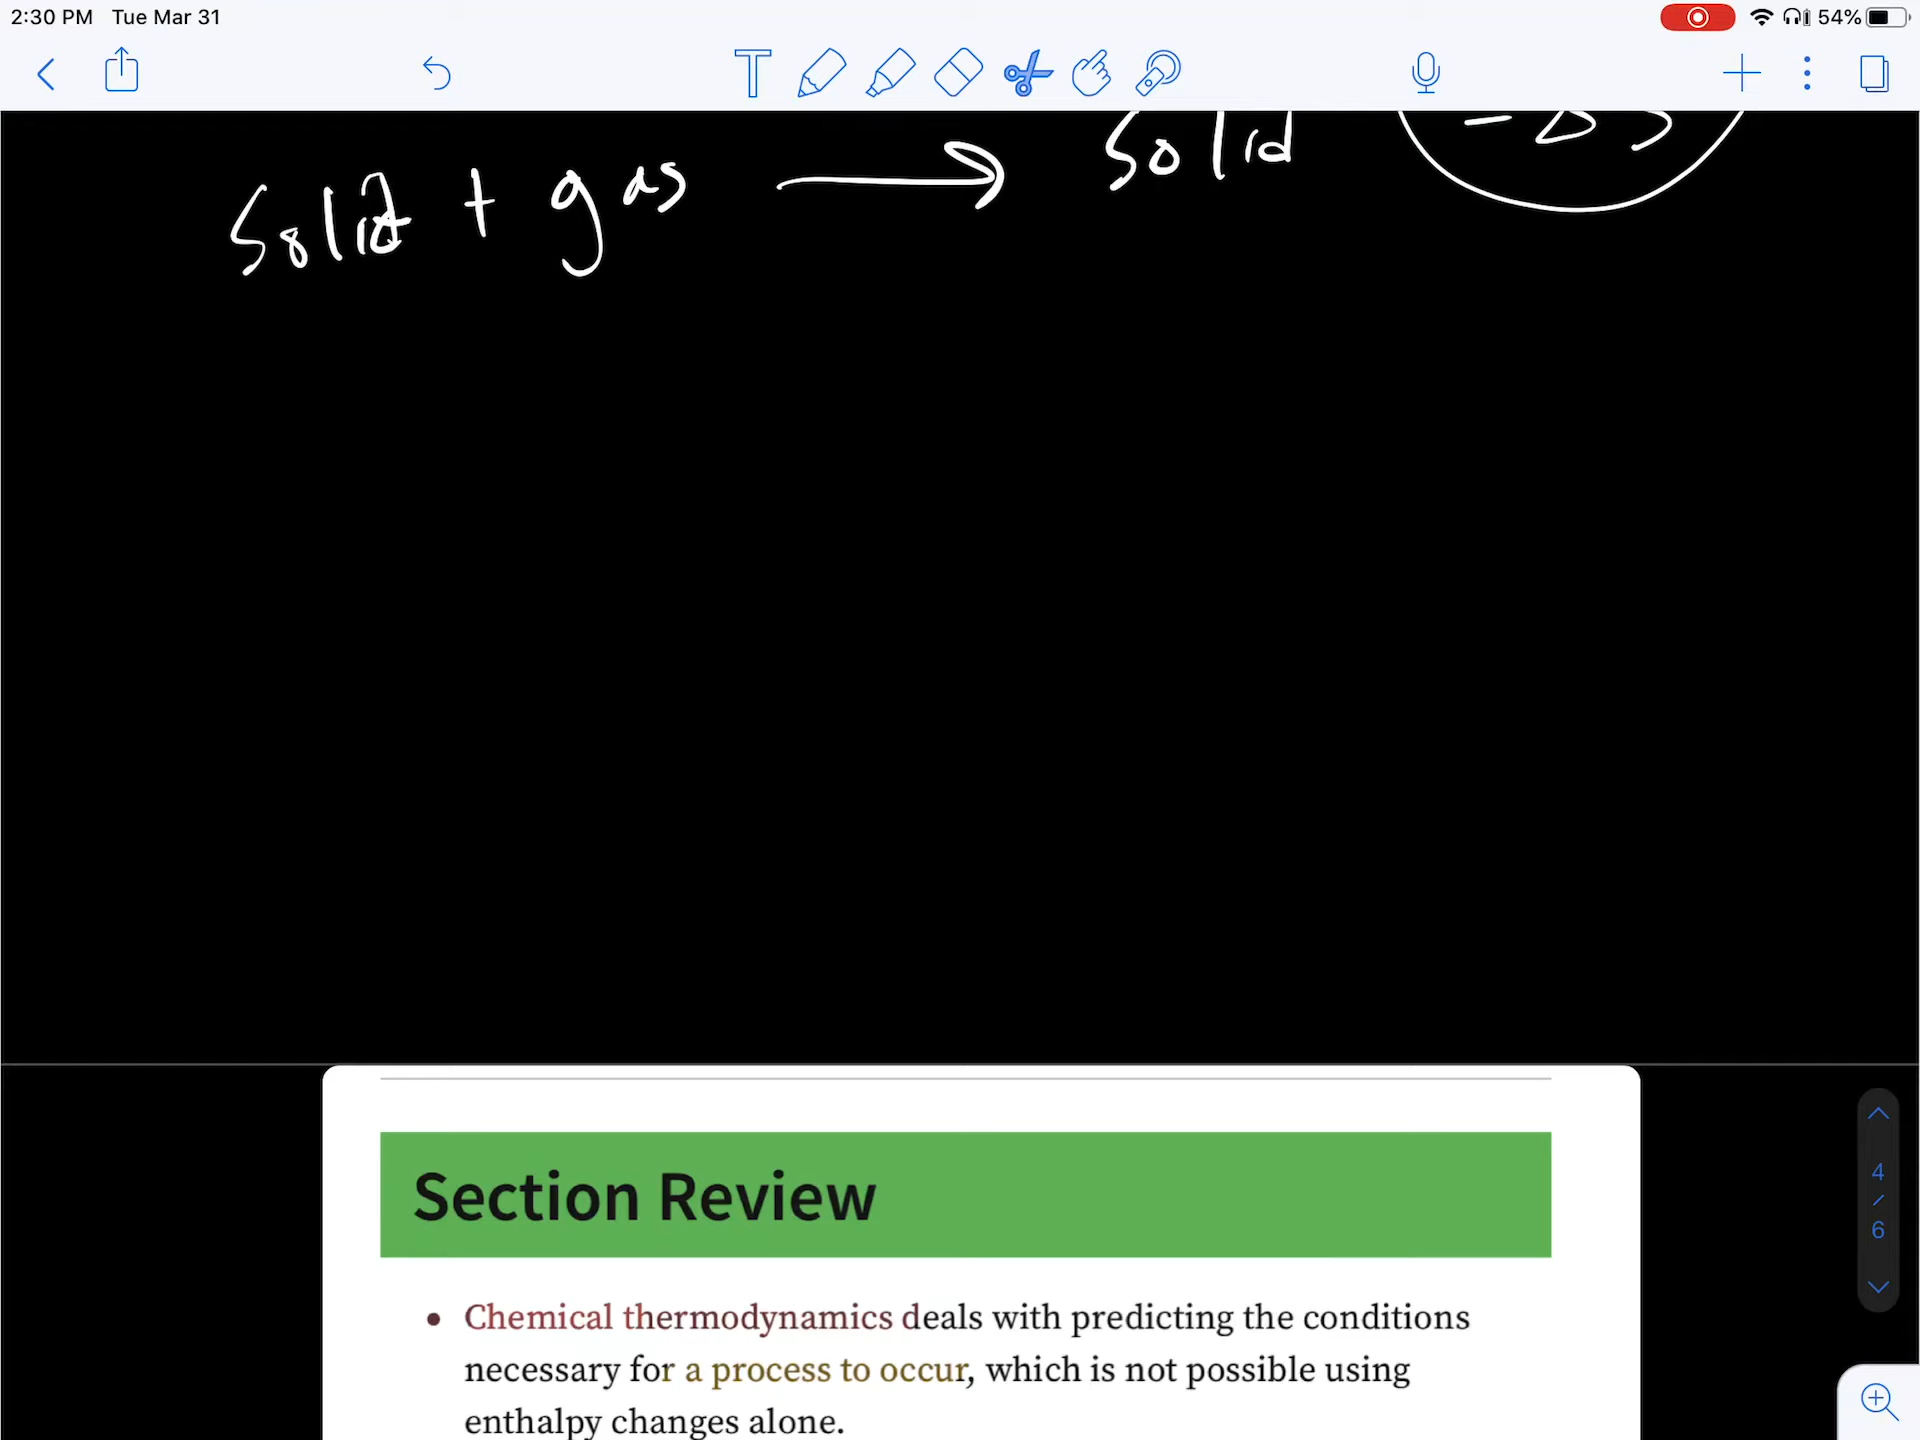 2:30 PM Tue Mar 31 54%
solid + gas → solid - ΔS
4
/
6
Section Review
• Chemical thermodynamics deals with predicting the conditions
necessary for a process to occur, which is not possible using
enthalpy changes alone.